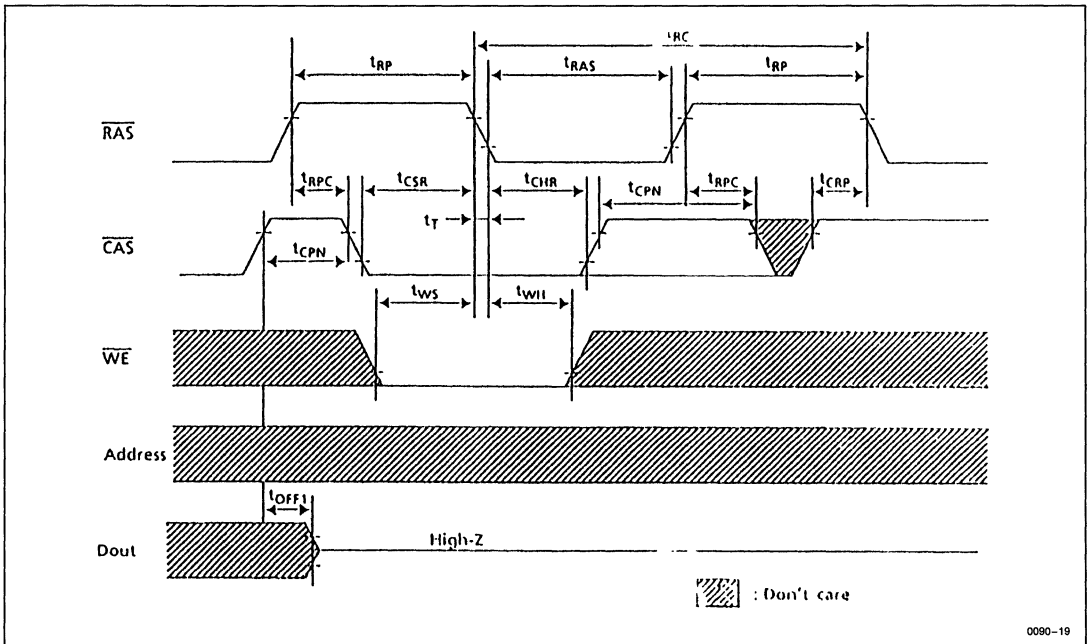 tRC
tRP tRAS tRP
RAS
tRPC tCSR tCHR tCPN tRPC tCRP
tT
CAS
tCPN
tWS tWH
WE
Address
tOFF1
Dout High-Z
: Don't care
0090-19